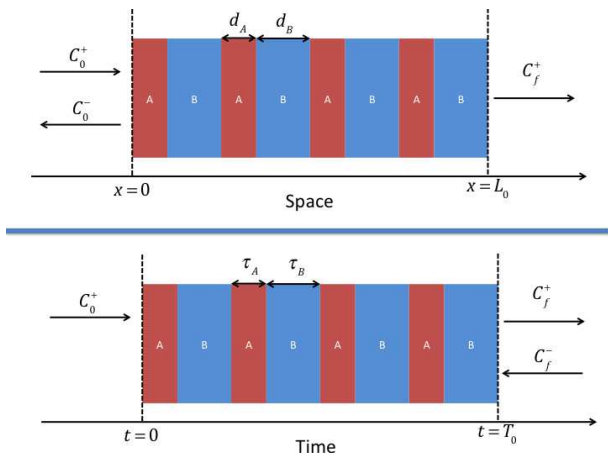 d_A d_B
C_0^+
C_f^+
C_0^-
A B A B A B A B
x = 0 x = L_0
Space
τ_A τ_B
C_0^+
C_f^+
C_f^-
A B A B A B A B
t = 0 t = T_0
Time